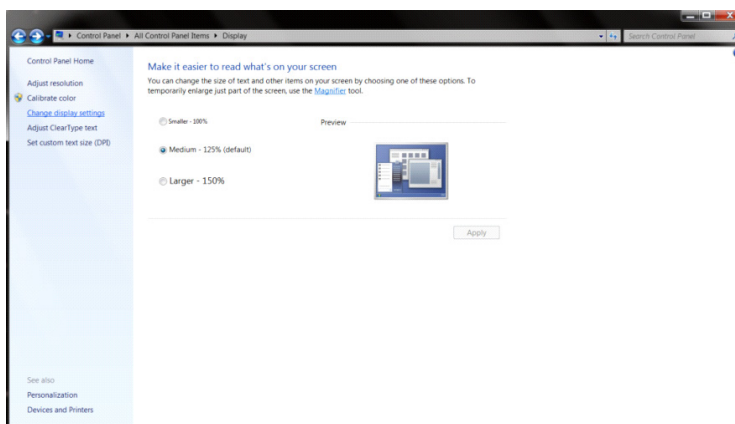 Control Panel ▸ All Control Panel Items ▸ Display
Search Control Panel
Control Panel Home
Adjust resolution
Calibrate color
Change display settings
Adjust ClearType text
Set custom text size (DPI)
Make it easier to read what's on your screen
You can change the size of text and other items on your screen by choosing one of these options. To
temporarily enlarge just part of the screen, use the Magnifier tool.
Smaller - 100%
Preview
Medium - 125% (default)
Larger - 150%
Apply
See also
Personalization
Devices and Printers